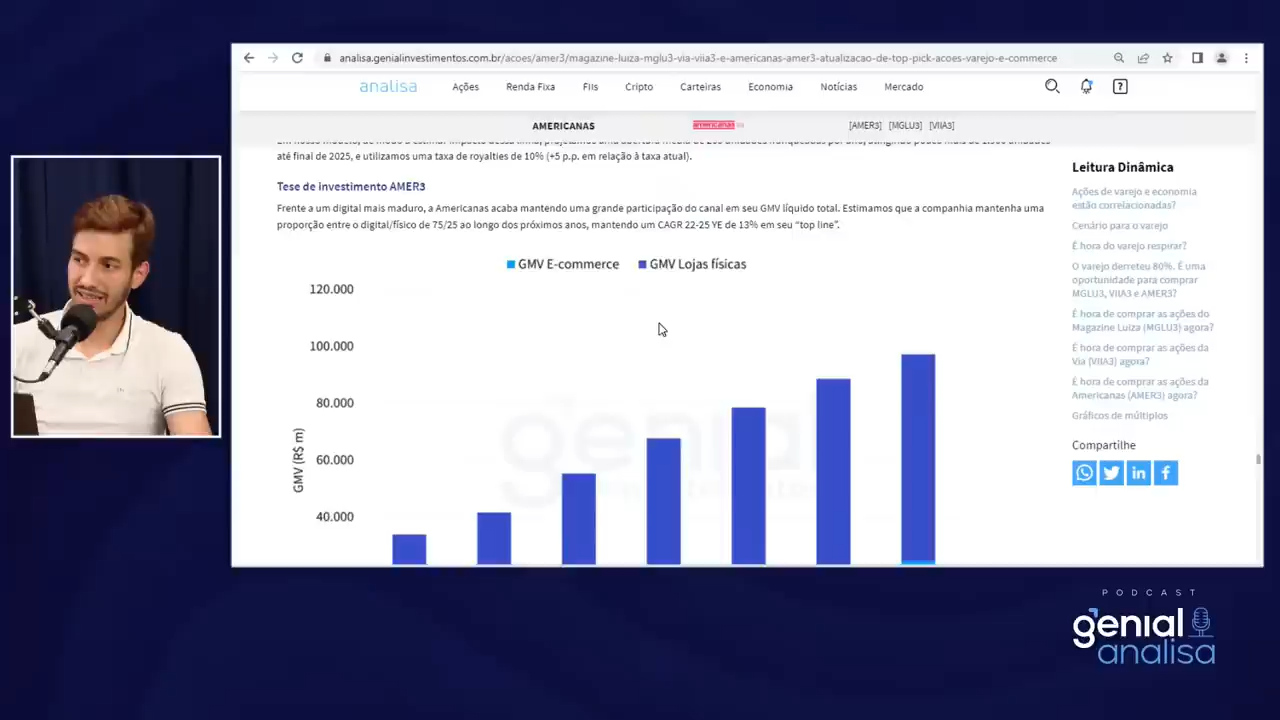 analisa.genialinvestimentos.com.br/acoes/amer3/magazine-luiza-mglu3-via-viia3-e-americanas-amer3-atualizacao-de-top-pick-acoes-varejo-e-commerce
analisa Ações Renda Fixa FIIs Cripto Carteiras Economia Notícias Mercado
AMERICANAS americanas [AMER3] [MGLU3] [VIIA3]
até final de 2025, e utilizamos uma taxa de royalties de 10% (+5 p.p. em relação à taxa atual).
Tese de investimento AMER3
Frente a um digital mais maduro, a Americanas acaba mantendo uma grande participação do canal em seu GMV líquido total. Estimamos que a companhia mantenha uma
proporção entre o digital/físico de 75/25 ao longo dos próximos anos, mantendo um CAGR 22-25 YE de 13% em seu “top line”.
GMV E-commerce GMV Lojas físicas
120.000
100.000
80.000
60.000
40.000
GMV (R$ m)
genial
Leitura Dinâmica
Ações de varejo e economia
estão correlacionadas?
Cenário para o varejo
É hora do varejo respirar?
O varejo derreteu 80%. É uma
oportunidade para comprar
MGLU3, VIIA3 e AMER3?
É hora de comprar as ações do
Magazine Luiza (MGLU3) agora?
É hora de comprar as ações da
Via (VIIA3) agora?
É hora de comprar as ações da
Americanas (AMER3) agora?
Gráficos de múltiplos
Compartilhe
PODCAST
genial
analisa